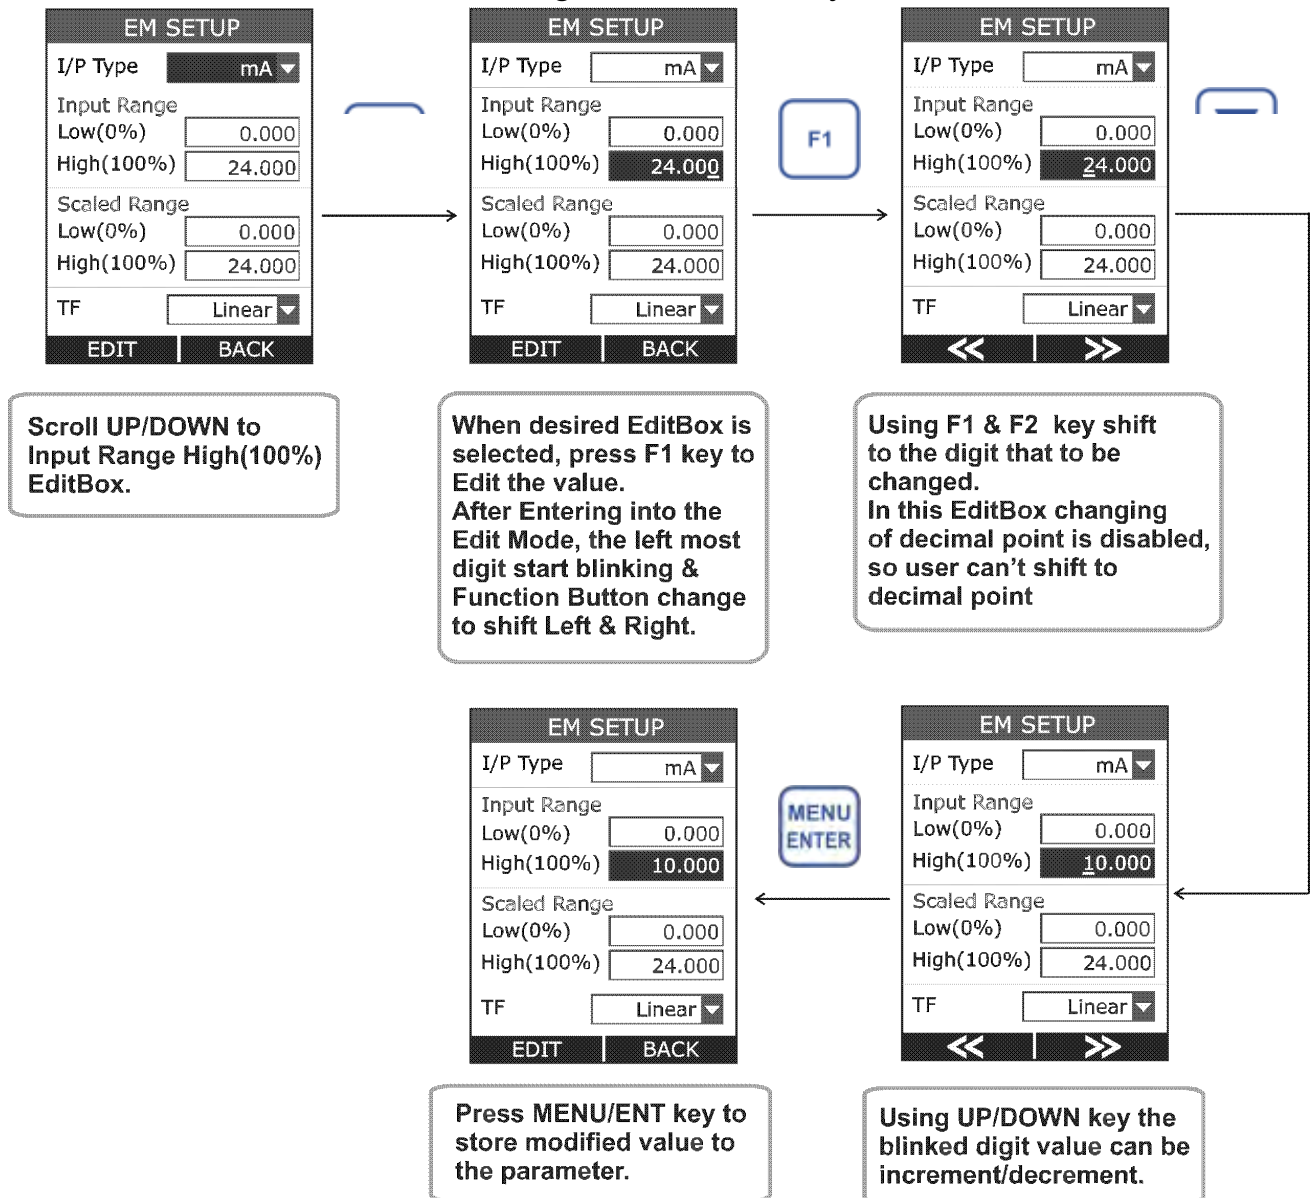 EM SETUP
I/P Type mA
Input Range
Low(0%) 0.000
High(100%) 24.000
Scaled Range
Low(0%) 0.000
High(100%) 24.000
TF Linear
EDIT BACK
Scroll UP/DOWN to
Input Range High(100%)
EditBox.
EM SETUP
I/P Type mA
Input Range
Low(0%) 0.000
High(100%) 24.000
Scaled Range
Low(0%) 0.000
High(100%) 24.000
TF Linear
EDIT BACK
When desired EditBox is
selected, press F1 key to
Edit the value.
After Entering into the
Edit Mode, the left most
digit start blinking &
Function Button change
to shift Left & Right.
F1
EM SETUP
I/P Type mA
Input Range
Low(0%) 0.000
High(100%) 24.000
Scaled Range
Low(0%) 0.000
High(100%) 24.000
TF Linear
<< >>
Using F1 & F2 key shift
to the digit that to be
changed.
In this EditBox changing
of decimal point is disabled,
so user can't shift to
decimal point
EM SETUP
I/P Type mA
Input Range
Low(0%) 0.000
High(100%) 10.000
Scaled Range
Low(0%) 0.000
High(100%) 24.000
TF Linear
<< >>
Using UP/DOWN key the
blinked digit value can be
increment/decrement.
MENU
ENTER
EM SETUP
I/P Type mA
Input Range
Low(0%) 0.000
High(100%) 10.000
Scaled Range
Low(0%) 0.000
High(100%) 24.000
TF Linear
EDIT BACK
Press MENU/ENT key to
store modified value to
the parameter.